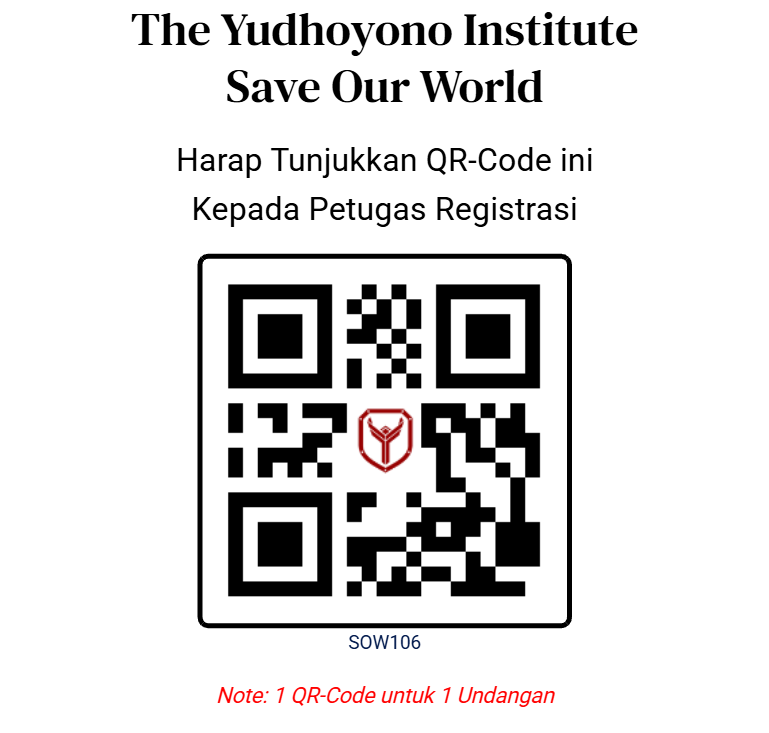 The Yudhoyono Institute
Save Our World
Harap Tunjukkan QR-Code ini
Kepada Petugas Registrasi
SOW106
Note: 1 QR-Code untuk 1 Undangan